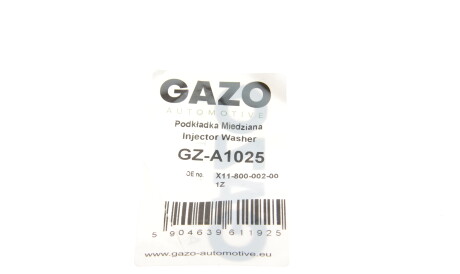 GAZO
AUTOMOTIVE
Podkładka Miedziana
Injector Washer
GZ-A1025
OE no. X11-800-002-00
1Z
5 904639 611925
www.gazo-automotive.eu